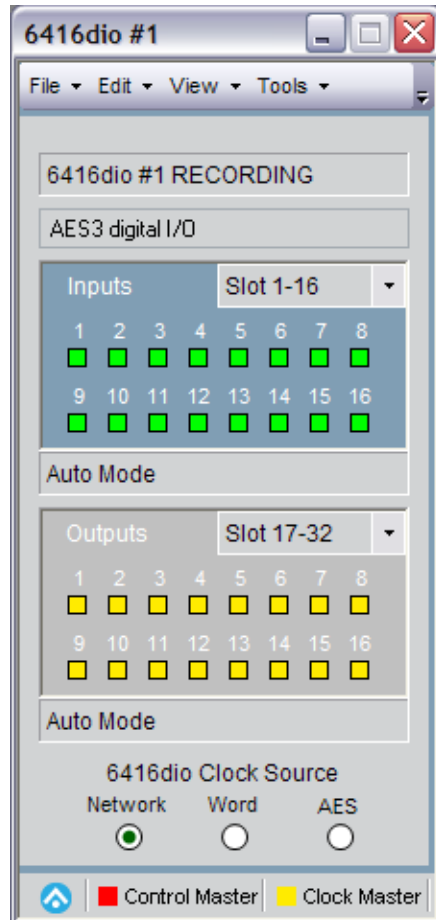 6416dio #1
File Edit View Tools
6416dio #1 RECORDING
AES3 digital I/O
Inputs Slot 1-16
1 2 3 4 5 6 7 8
9 10 11 12 13 14 15 16
Auto Mode
Outputs Slot 17-32
1 2 3 4 5 6 7 8
9 10 11 12 13 14 15 16
Auto Mode
6416dio Clock Source
Network Word AES
Control Master Clock Master